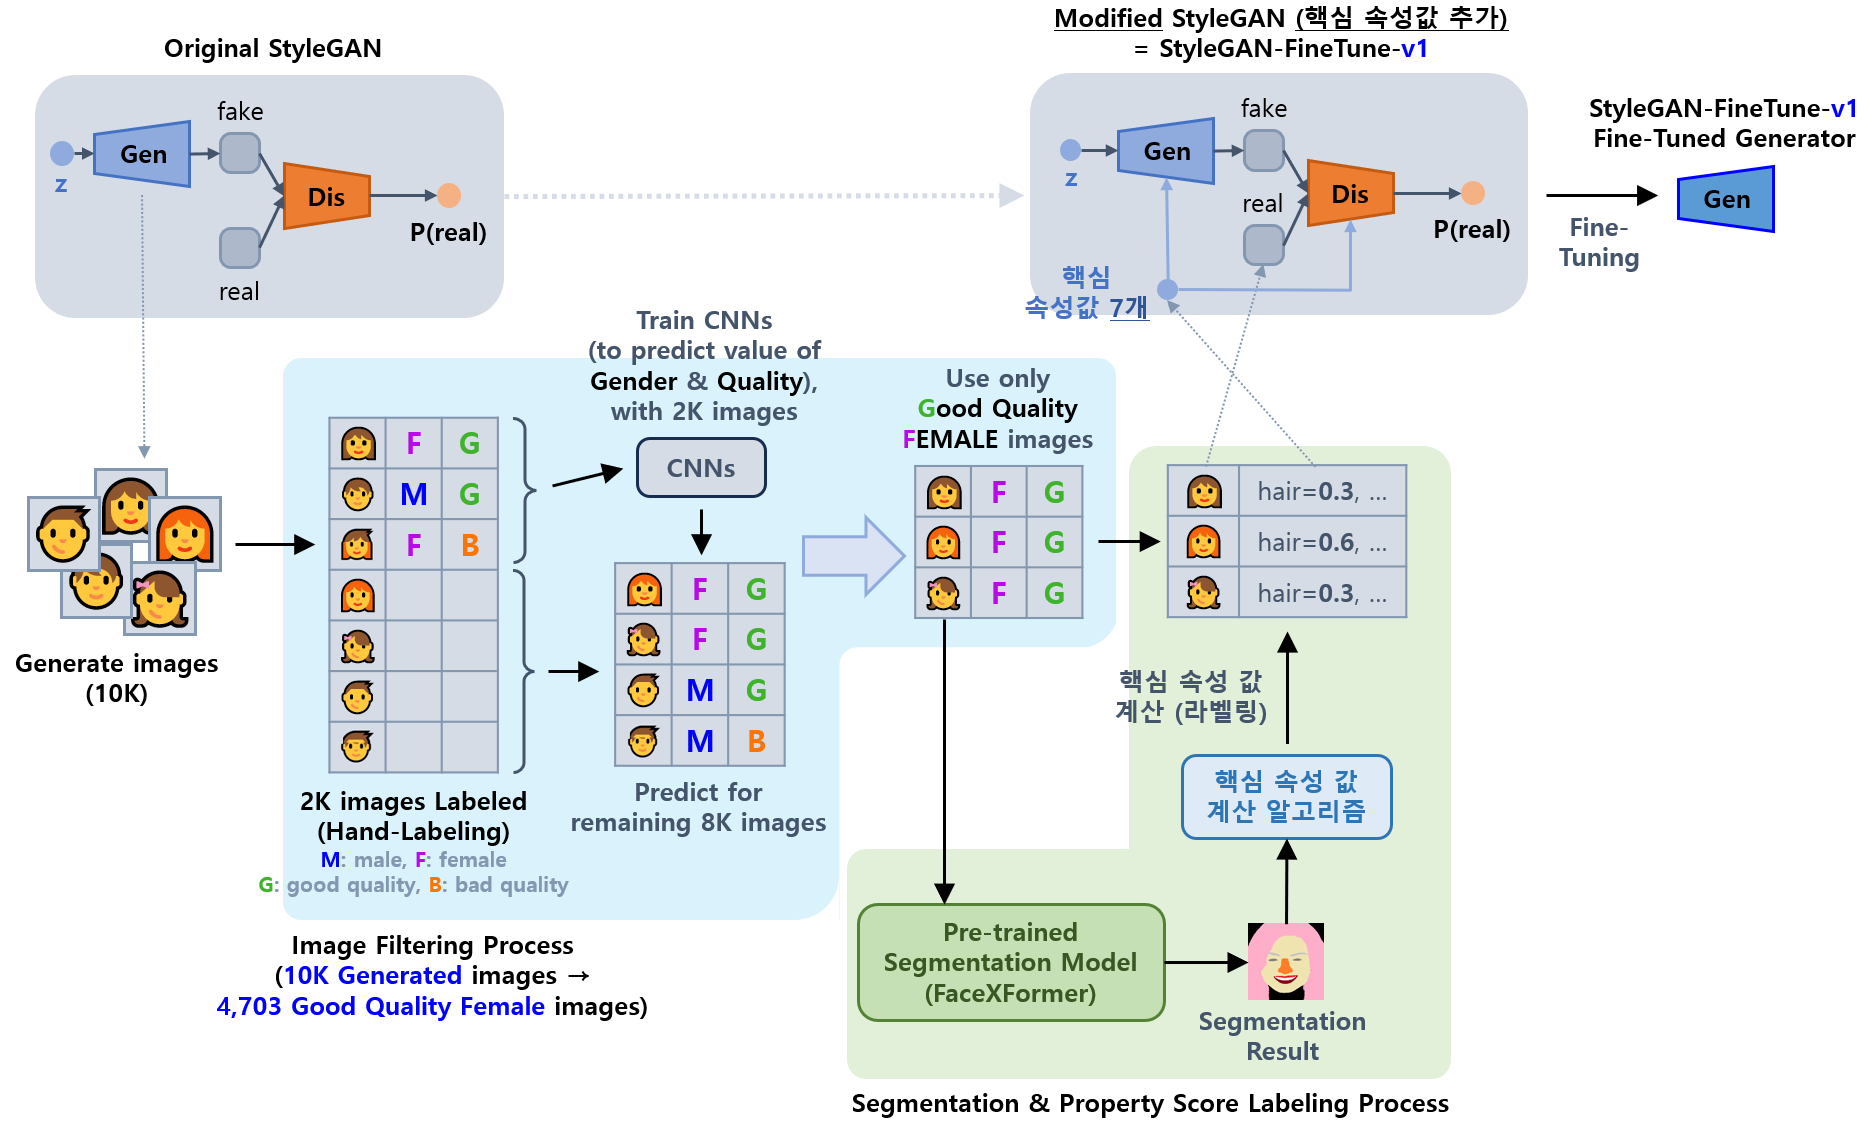 Original StyleGAN
fake
Gen
z
Dis
P(real)
real
Modified StyleGAN (핵심 속성값 추가)
= StyleGAN-FineTune-v1
fake
Gen
z
real
Dis
P(real)
핵심
속성값 7개
Fine-
Tuning
StyleGAN-FineTune-v1
Fine-Tuned Generator
Gen
Generate images
(10K)
F G
M G
F B
2K images Labeled
(Hand-Labeling)
M: male, F: female
G: good quality, B: bad quality
Train CNNs
(to predict value of
Gender & Quality),
with 2K images
CNNs
F G
F G
M G
M B
Predict for
remaining 8K images
Use only
Good Quality
FEMALE images
F G
F G
F G
Image Filtering Process
(10K Generated images →
4,703 Good Quality Female images)
hair=0.3, ...
hair=0.6, ...
hair=0.3, ...
핵심 속성 값
계산 (라벨링)
핵심 속성 값
계산 알고리즘
Pre-trained
Segmentation Model
(FaceXFormer)
Segmentation
Result
Segmentation & Property Score Labeling Process